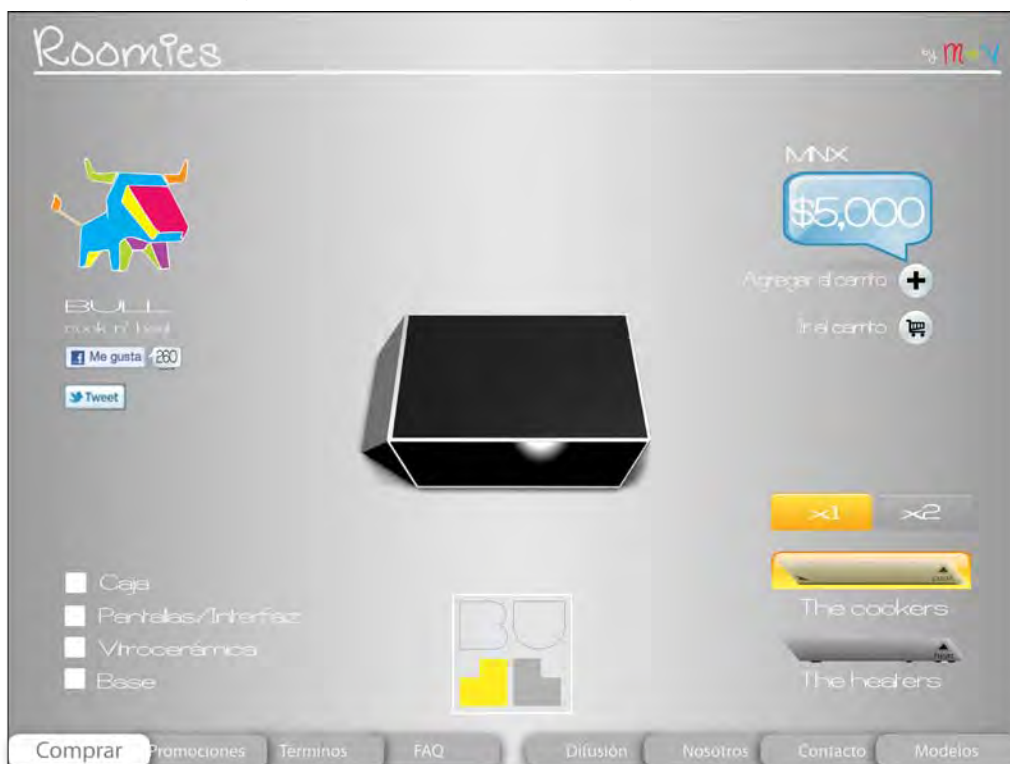 Roomies
by
MNX
$5,000
Agregar al carrito
Ir al carrito
BULL
cook n' heat
Me gusta 260
Tweet
x1 x2
The cookers
The heaters
Caja
Pantallas/Interfaz
Vitrocerámica
Base
BU
Comprar Promociones Terminos FAQ Difusión Nosotros Contacto Modelos